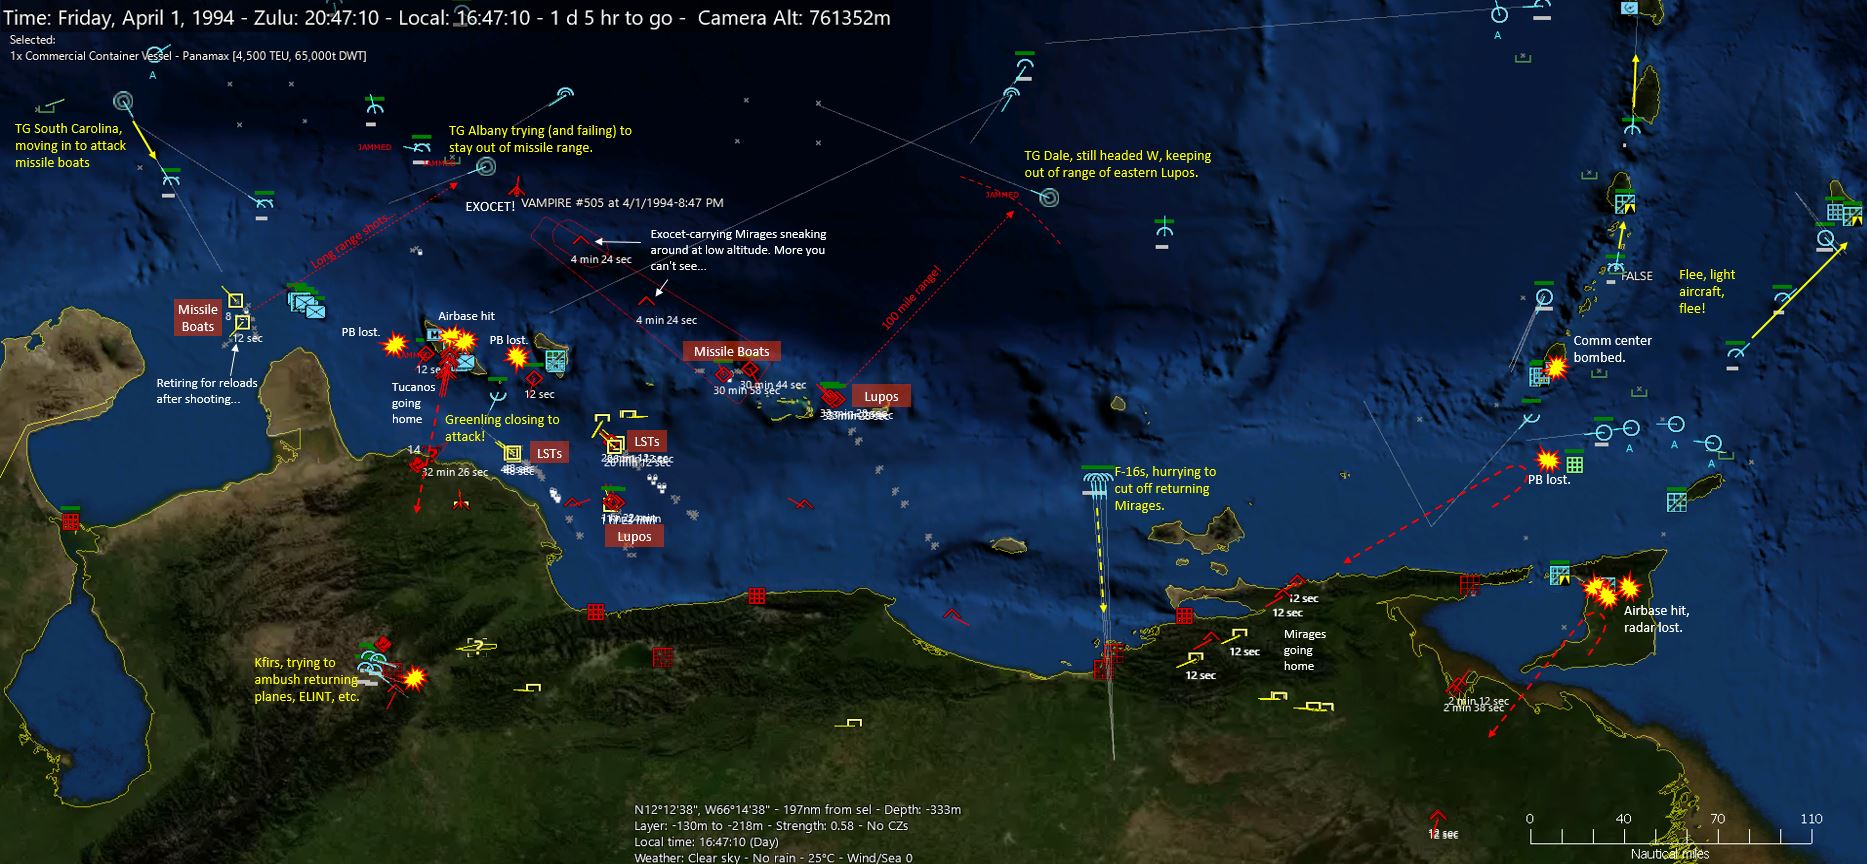 Time: Friday, April 1, 1994 - Zulu: 20:47:10 - Local: 16:47:10 - 1 d 5 hr to go - Camera Alt: 761352m
Selected:
1x Commercial Container Vessel - Panamax [4,500 TEU, 65,000t DWT]
A
A
TG South Carolina,
moving in to attack
missile boats
JAMMED
TG Albany trying (and failing) to
stay out of missile range.
JAMMED
EXOCET!
VAMPIRE #505 at 4/1/1994-8:47 PM
TG Dale, still headed W, keeping
out of range of eastern Lupos.
JAMMED
Long range shots..
Exocet-carrying Mirages sneaking
around at low altitude. More you
can't see...
4 min 24 sec
4 min 24 sec
100 mile range!
FALSE
Flee, light
aircraft,
flee!
Missile
Boats
8
12 sec
Retiring for reloads
after shooting...
PB lost.
Airbase hit
PB lost.
JAMMED
12 sec
Tucanos
going
home
12 sec
Greenling closing to
attack!
Missile Boats
30 min 44 sec
30 min 58 sec
Lupos
Comm center
bombed.
LSTs
LSTs
14
32 min 26 sec
Lupos
F-16s, hurrying to
cut off returning
Mirages.
A
A
A
PB lost.
12 sec
12 sec
Mirages
going
home
12 sec
12 sec
Airbase hit,
radar lost.
Kfirs, trying to
ambush returning
planes, ELINT, etc.
2 min 12 sec
2 min 38 sec
12 sec
N12°12'38", W66°14'38" - 197nm from sel - Depth: -333m
Layer: -130m to -218m - Strength: 0.58 - No CZs
Local time: 16:47:10 (Day)
Weather: Clear sky - No rain - 25°C - Wind/Sea 0
0 40 70 110
Nautical miles